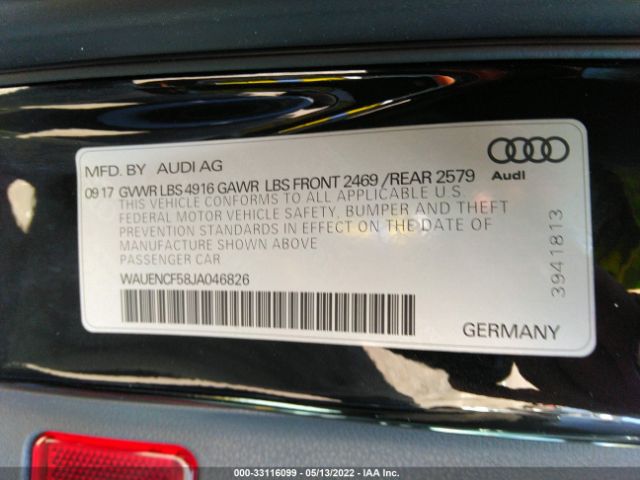 MFD. BY AUDI AG
Audi
09 17 GVWR LBS 4916 GAWR LBS FRONT 2469 /REAR 2579
THIS VEHICLE CONFORMS TO ALL APPLICABLE U.S.
FEDERAL MOTOR VEHICLE SAFETY, BUMPER AND THEFT
PREVENTION STANDARDS IN EFFECT ON THE DATE OF
MANUFACTURE SHOWN ABOVE
PASSENGER CAR
WAUENCF58JA046826
3941813
GERMANY
000-33116099 - 05/13/2022 - IAA Inc.